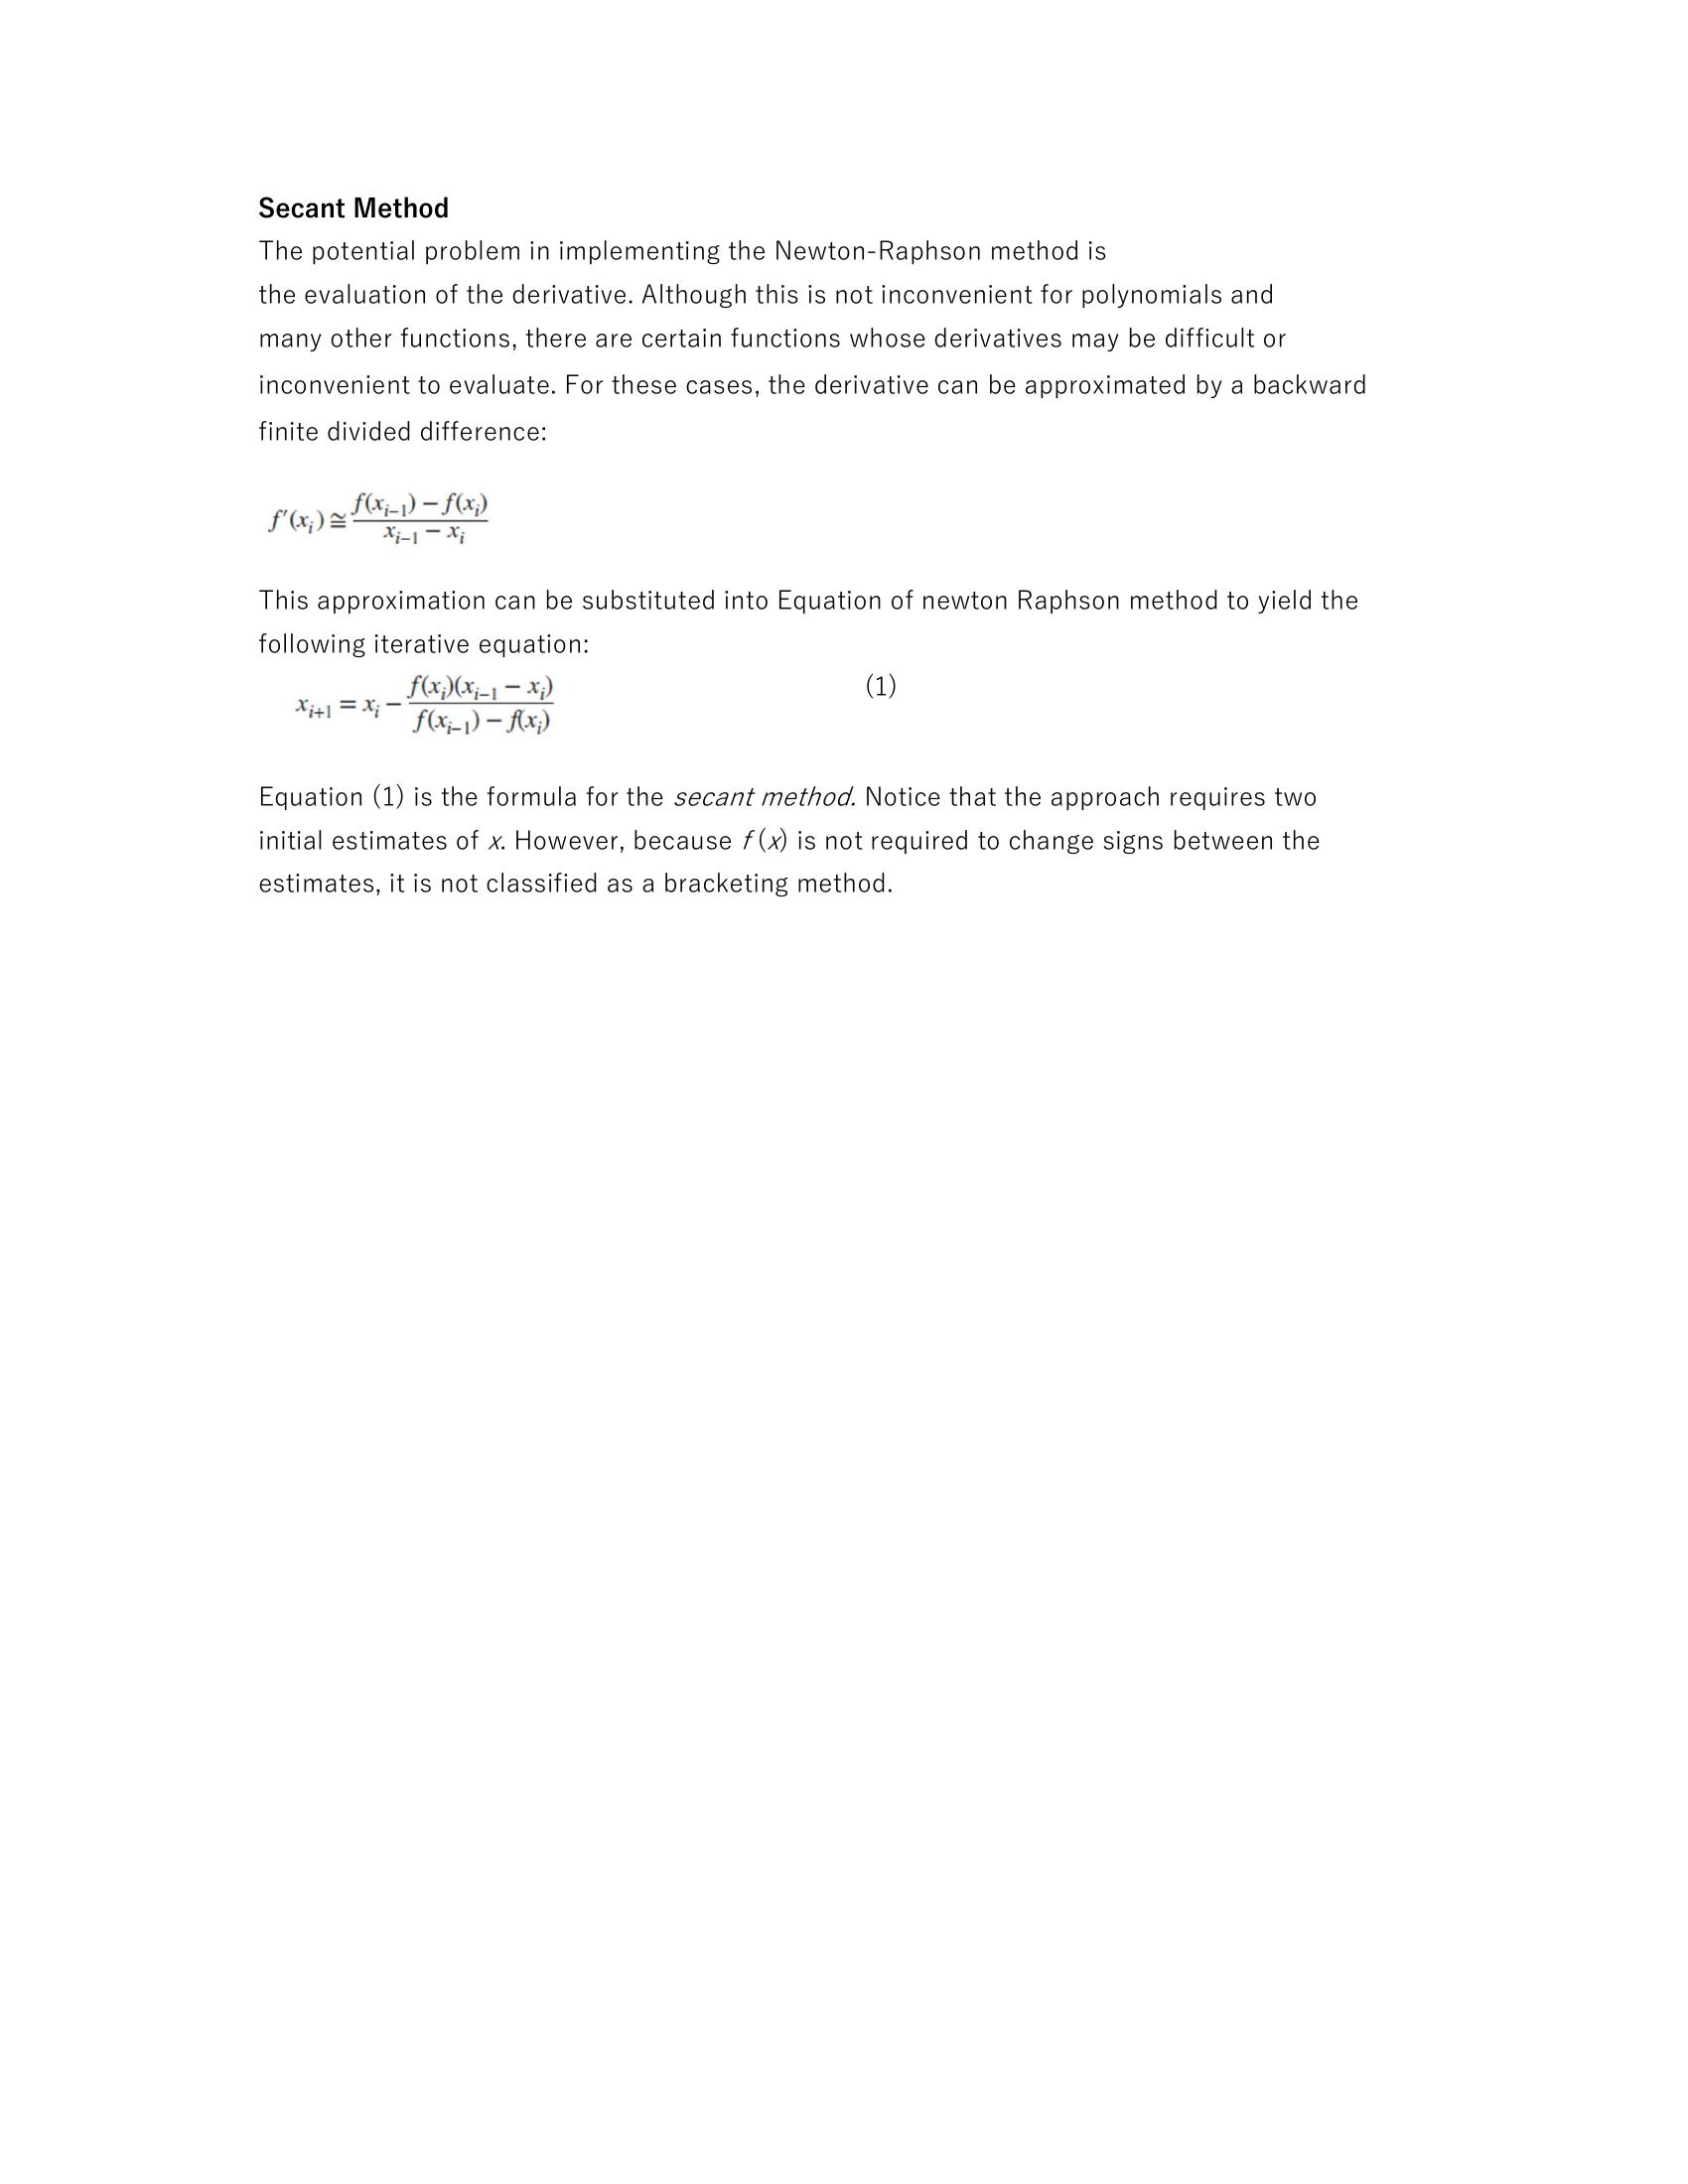 Secant Method
The potential problem in implementing the Newton-Raphson method is
the evaluation of the derivative. Although this is not inconvenient for polynomials and
many other functions, there are certain functions whose derivatives may be difficult or
inconvenient to evaluate. For these cases, the derivative can be approximated by a backward
finite divided difference:
f′(x_i) ≅ (f(x_{i−1}) − f(x_i)) / (x_{i−1} − x_i)
This approximation can be substituted into Equation of newton Raphson method to yield the
following iterative equation:
x_{i+1} = x_i − (f(x_i)(x_{i−1} − x_i)) / (f(x_{i−1}) − f(x_i)) (1)
Equation (1) is the formula for the secant method. Notice that the approach requires two
initial estimates of x. However, because f (x) is not required to change signs between the
estimates, it is not classified as a bracketing method.